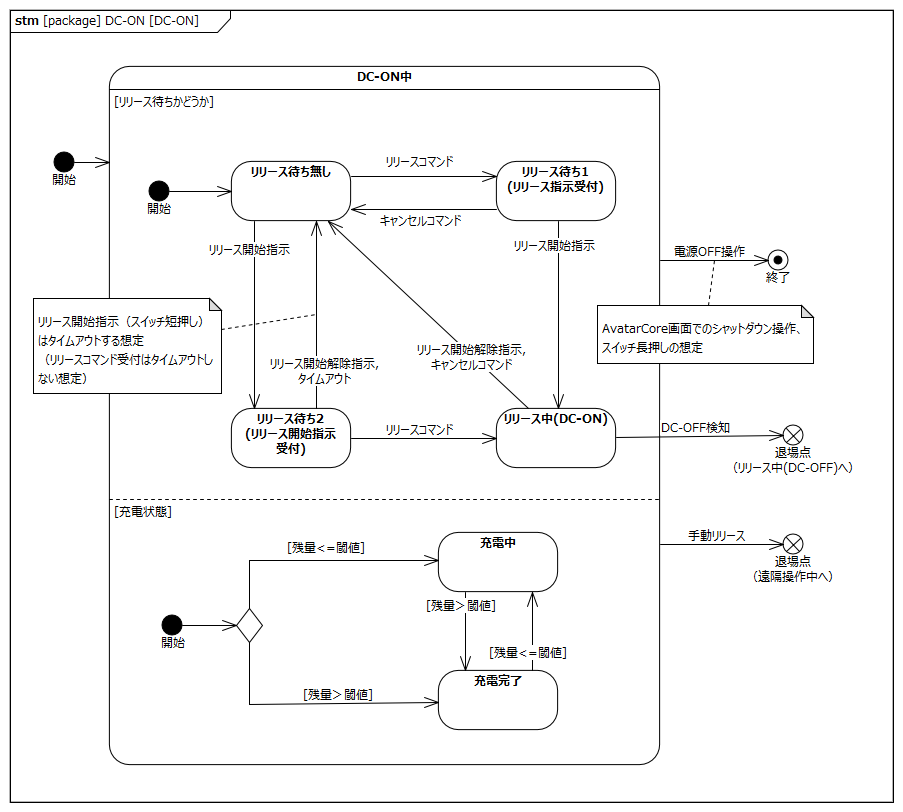 stm [package] DC-ON [DC-ON]
DC-ON中
[リリース待ちかどうか]
開始
開始
リリース待ち無し
リリースコマンド
リリース待ち1
(リリース指示受付)
キャンセルコマンド
リリース開始指示
リリース開始指示
電源OFF操作
終了
リリース開始指示（スイッチ短押し）
はタイムアウトする想定
（リリースコマンド受付はタイムアウトし
ない想定）
AvatarCore画面でのシャットダウン操作、
スイッチ長押しの想定
リリース開始解除指示,
タイムアウト
リリース開始解除指示,
キャンセルコマンド
リリース待ち2
(リリース開始指示
受付)
リリースコマンド
リリース中(DC-ON)
DC-OFF検知
退場点
（リリース中(DC-OFF)へ）
[充電状態]
手動リリース
退場点
（遠隔操作中へ）
[残量<=閾値]
充電中
開始
[残量＞閾値]
[残量<=閾値]
[残量＞閾値]
充電完了